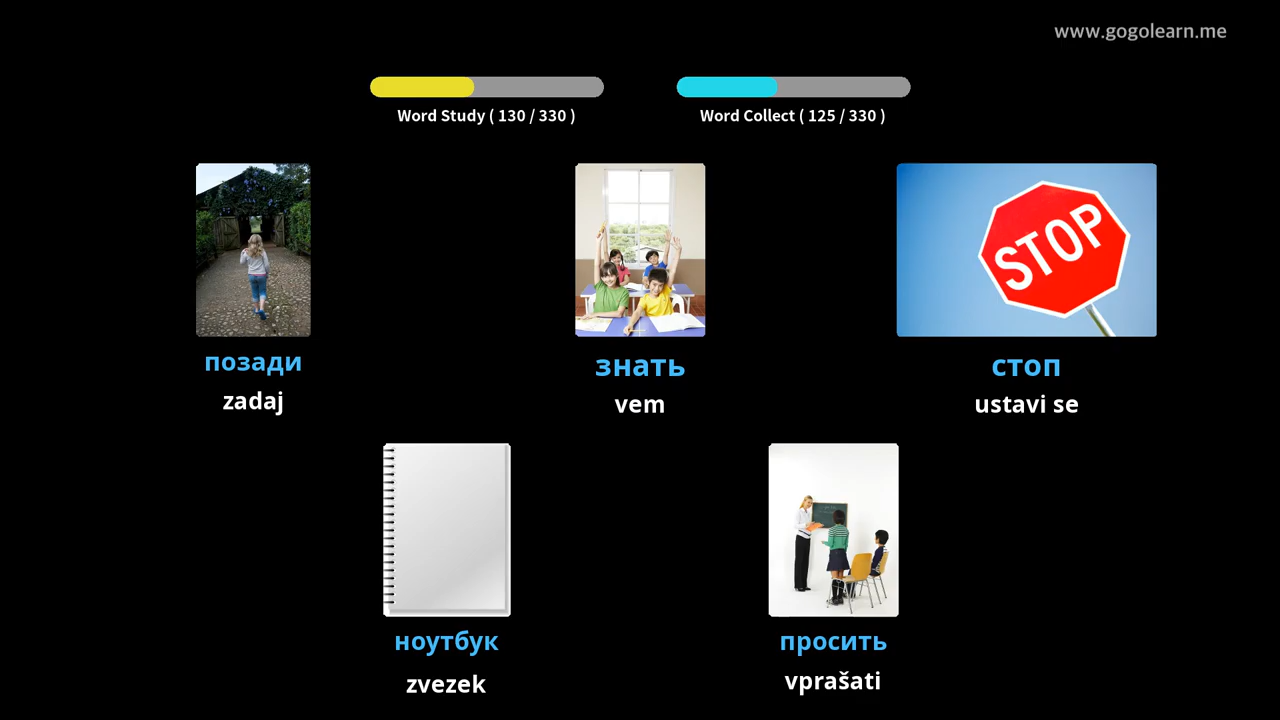 www.gogolearn.me
Word Study ( 130 / 330 )
Word Collect ( 125 / 330 )
STOP
позади
zadaj
знать
vem
стоп
ustavi se
ноутбук
zvezek
просить
vprašati